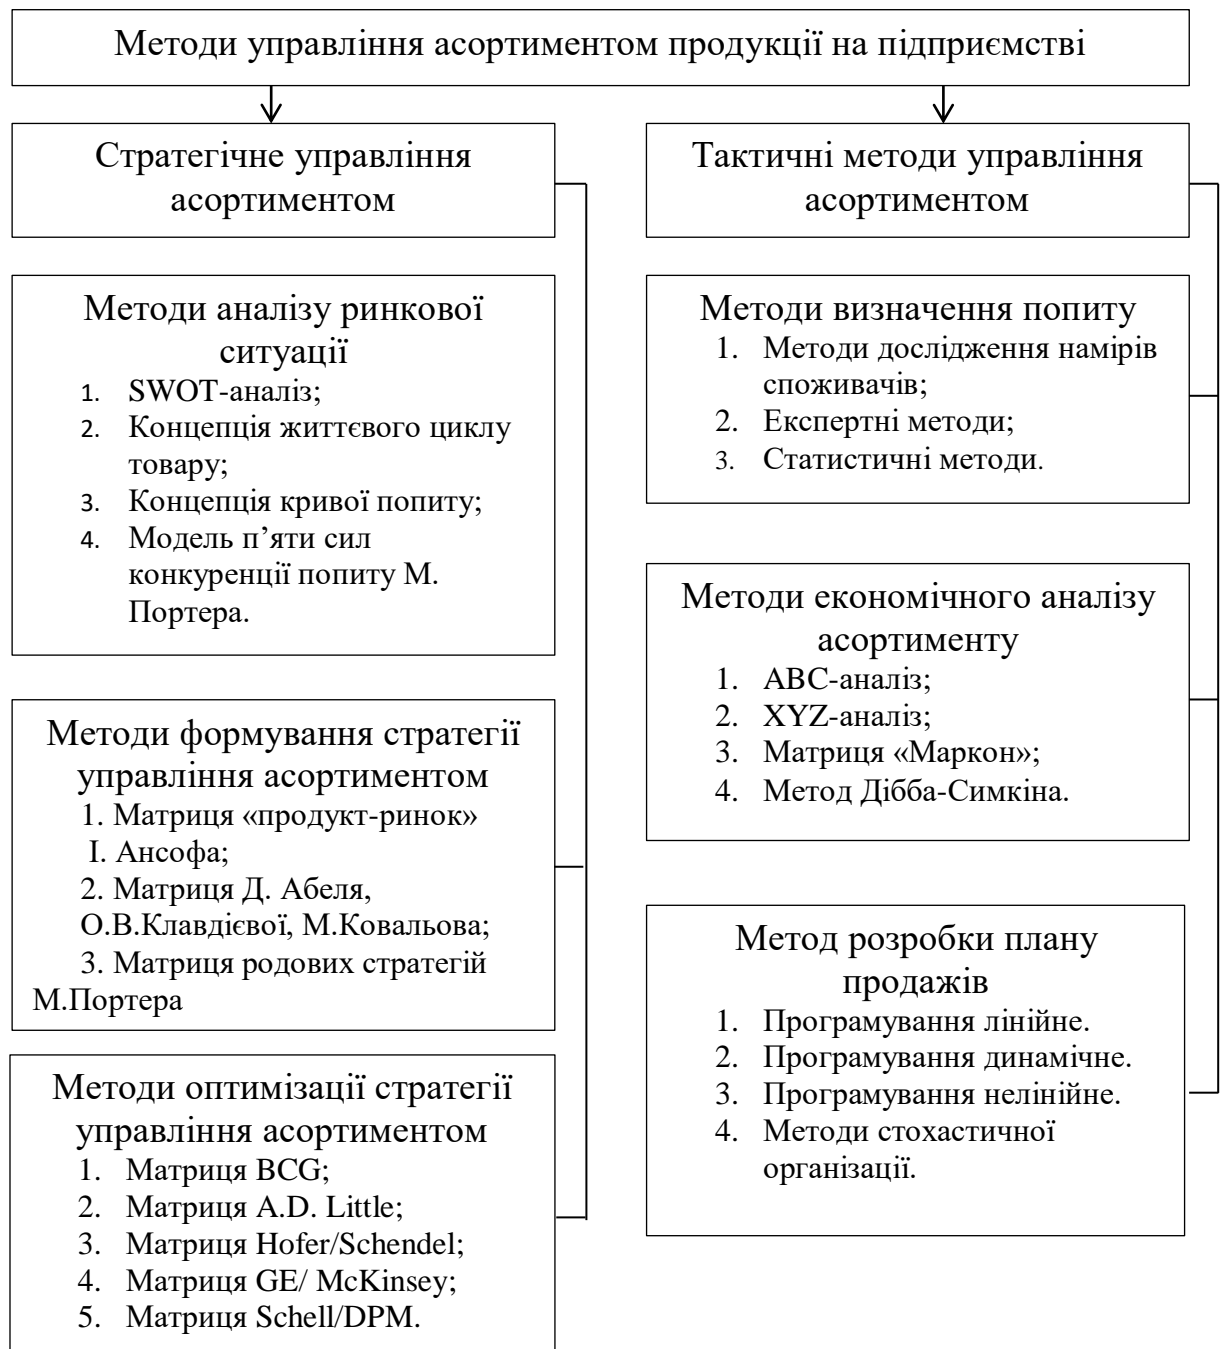 Методи управління асортиментом продукції на підприємстві
Стратегічне управління
асортиментом
Методи аналізу ринкової
ситуації
1. SWOT-аналіз;
2. Концепція життєвого циклу
товару;
3. Концепція кривої попиту;
4. Модель п’яти сил
конкуренції попиту М.
Портера.
Методи формування стратегії
управління асортиментом
1. Матриця «продукт-ринок»
І. Ансофа;
2. Матриця Д. Абеля,
О.В.Клавдієвої, М.Ковальова;
3. Матриця родових стратегій
М.Портера
Методи оптимізації стратегії
управління асортиментом
1. Матриця BCG;
2. Матриця A.D. Little;
3. Матриця Hofer/Schendel;
4. Матриця GE/ McKinsey;
5. Матриця Schell/DPM.
Тактичні методи управління
асортиментом
Методи визначення попиту
1. Методи дослідження намірів
споживачів;
2. Експертні методи;
3. Статистичні методи.
Методи економічного аналізу
асортименту
1. ABC-аналіз;
2. XYZ-аналіз;
3. Матриця «Маркон»;
4. Метод Дібба-Симкіна.
Метод розробки плану
продажів
1. Програмування лінійне.
2. Програмування динамічне.
3. Програмування нелінійне.
4. Методи стохастичної
організації.